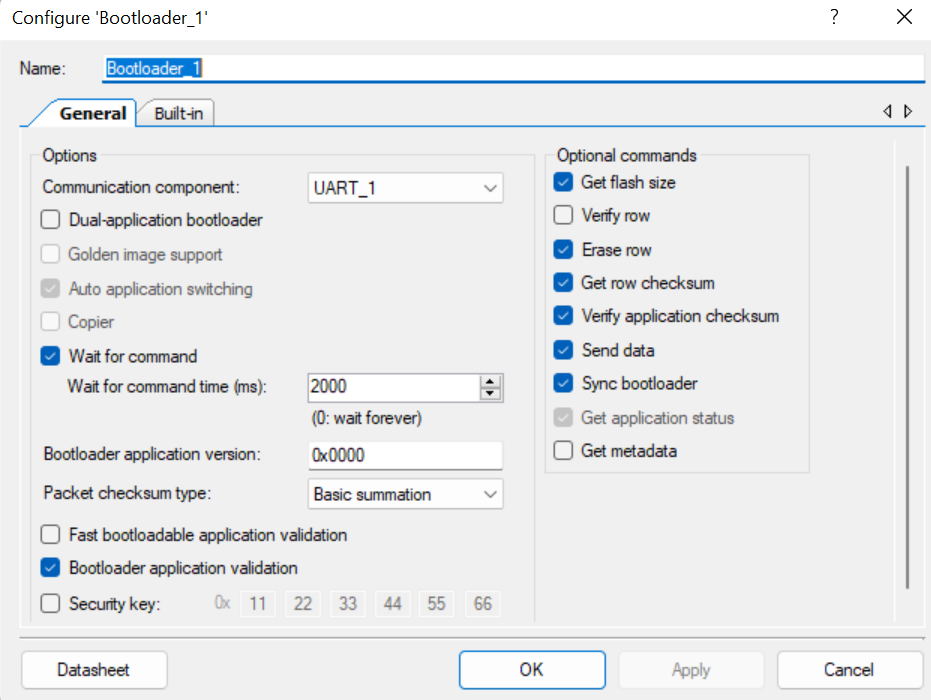 Configure 'Bootloader_1'
?
Name: Bootloader_1
General Built-in
Options
Communication component: UART_1
Dual-application bootloader
Golden image support
Auto application switching
Copier
Wait for command
Wait for command time (ms): 2000
(0: wait forever)
Bootloader application version: 0x0000
Packet checksum type: Basic summation
Fast bootloadable application validation
Bootloader application validation
Security key: 0x 11 22 33 44 55 66
Optional commands
Get flash size
Verify row
Erase row
Get row checksum
Verify application checksum
Send data
Sync bootloader
Get application status
Get metadata
Datasheet OK Apply Cancel